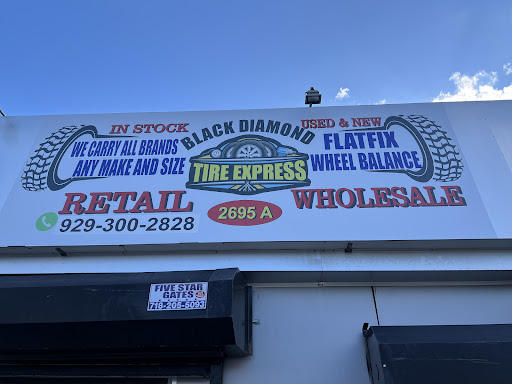 IN STOCK
WE CARRY ALL BRANDS
ANY MAKE AND SIZE
RETAIL
929-300-2828
BLACK DIAMOND
TIRE EXPRESS
2695 A
USED & NEW
FLATFIX
WHEEL BALANCE
WHOLESALE
FIVE STAR
GATES
718-205-5093